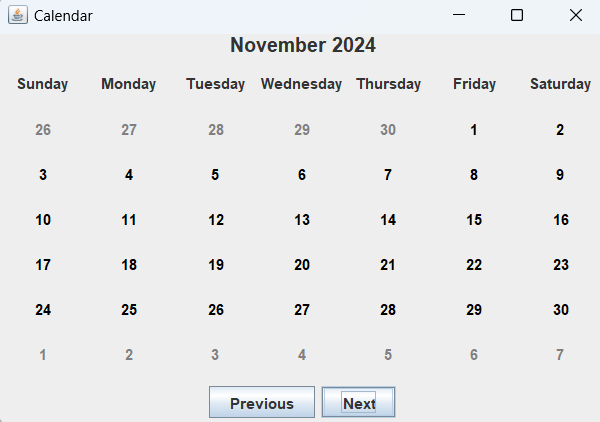 Calendar
November 2024
Sunday Monday Tuesday Wednesday Thursday Friday Saturday
26 27 28 29 30 1 2
3 4 5 6 7 8 9
10 11 12 13 14 15 16
17 18 19 20 21 22 23
24 25 26 27 28 29 30
1 2 3 4 5 6 7
Previous Next